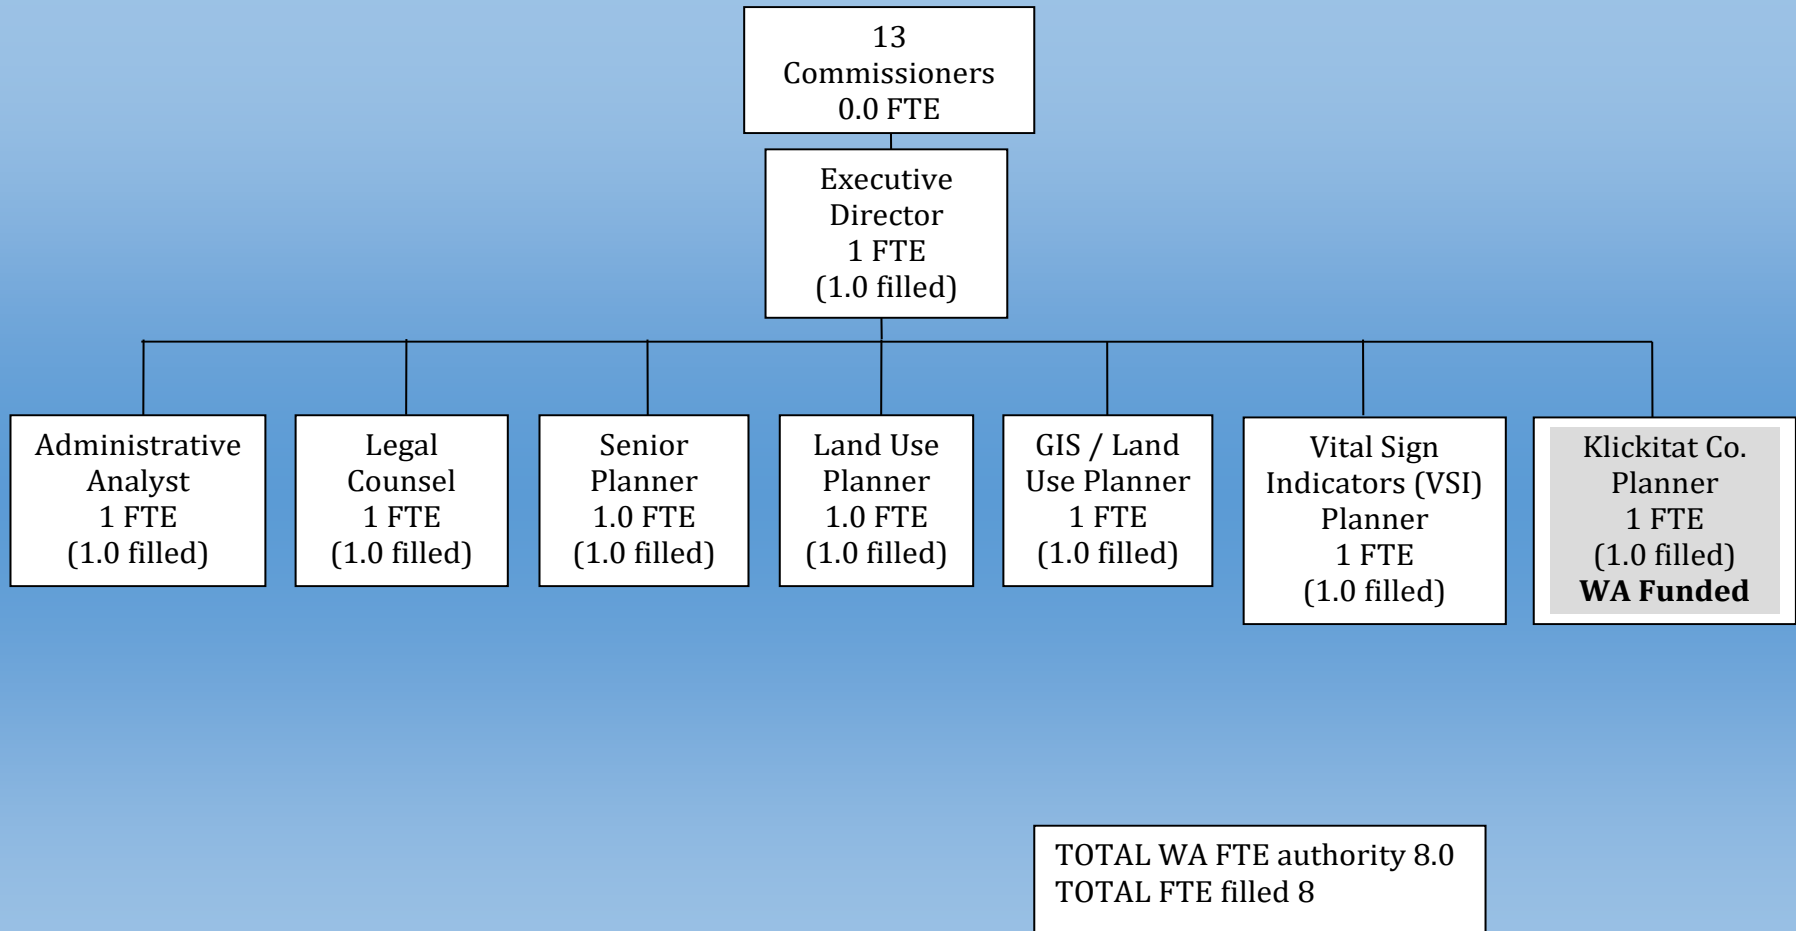 13
Commissioners
0.0 FTE
Executive
Director
1 FTE
(1.0 filled)
Administrative
Analyst
1 FTE
(1.0 filled)
Legal
Counsel
1 FTE
(1.0 filled)
Senior
Planner
1.0 FTE
(1.0 filled)
Land Use
Planner
1.0 FTE
(1.0 filled)
GIS / Land
Use Planner
1 FTE
(1.0 filled)
Vital Sign
Indicators (VSI)
Planner
1 FTE
(1.0 filled)
Klickitat Co.
Planner
1 FTE
(1.0 filled)
WA Funded
TOTAL WA FTE authority 8.0
TOTAL FTE filled 8